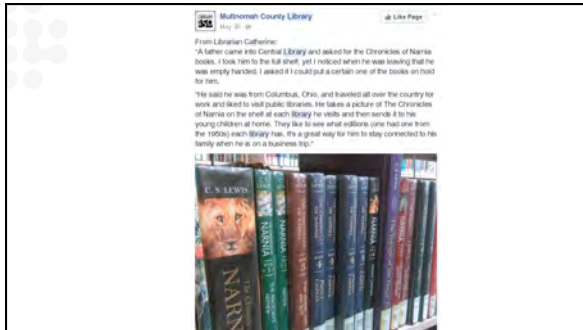 Multnomah County Library
Like Page
May 30
From Librarian Catherine:
"A father came into Central Library and asked for the Chronicles of Narnia
books. I took him to the full shelf, yet I noticed when he was leaving that he
was empty handed. I asked if I could put a certain one of the books on hold
for him.
"He said he was from Columbus, Ohio, and traveled all over the country for
work and liked to visit public libraries. He takes a picture of The Chronicles
of Narnia on the shelf at each library he visits and then sends it to his
young children at home. They like to see what editions (one had one from
the 1950s) each library has. It's a great way for him to stay connected to his
family when he is on a business trip."
C. S. LEWIS
The Chronicles
NARN
NARNIA
NARNIA
NARNIA
NARNIA